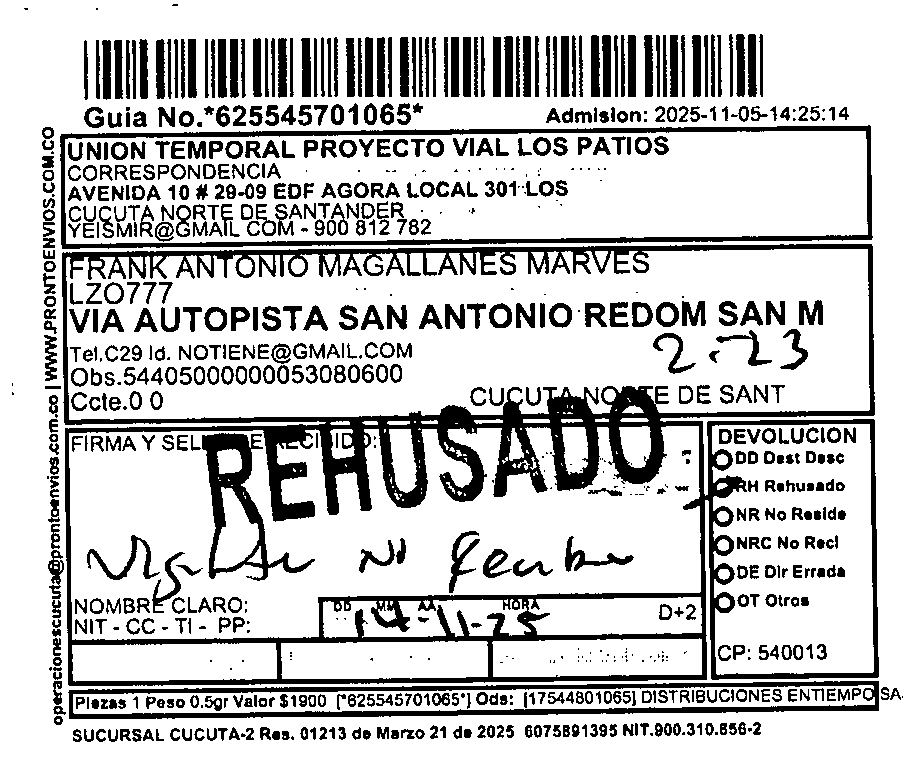 Guia No.*625545701065*
Admision: 2025-11-05-14:25:14
operacionescucuta@prontoenvios.com.co | WWW.PRONTOENVIOS.COM.CO
UNION TEMPORAL PROYECTO VIAL LOS PATIOS
CORRESPONDENCIA
AVENIDA 10 # 29-09 EDF AGORA LOCAL 301 LOS
CUCUTA NORTE DE SANTANDER
YEISMIR@GMAIL COM - 900 812 782
FRANK ANTONIO MAGALLANES MARVES
LZO777
VIA AUTOPISTA SAN ANTONIO REDOM SAN M
Tel.C29 Id. NOTIENE@GMAIL.COM
2-23
Obs.54405000000053080600
Ccte.0 0
CUCUTA NORTE DE SANT
FIRMA Y SELLO DE RECIBIDO:
REHUSADO
Vigilante No Recibe
NOMBRE CLARO:
NIT - CC - TI - PP:
DD MM AA HORA
14-11-25
D+2
DEVOLUCION
DD Dest Desc
RH Rehusado
NR No Reside
NRC No Recl
DE Dir Errada
OT Otros
CP: 540013
Piezas 1 Peso 0.5gr Valor $1900 [*625545701065*] Ods: [17544801065] DISTRIBUCIONES ENTIEMPO SA.
SUCURSAL CUCUTA-2 Res. 01213 de Marzo 21 de 2025 6075891395 NIT.900.310.856-2